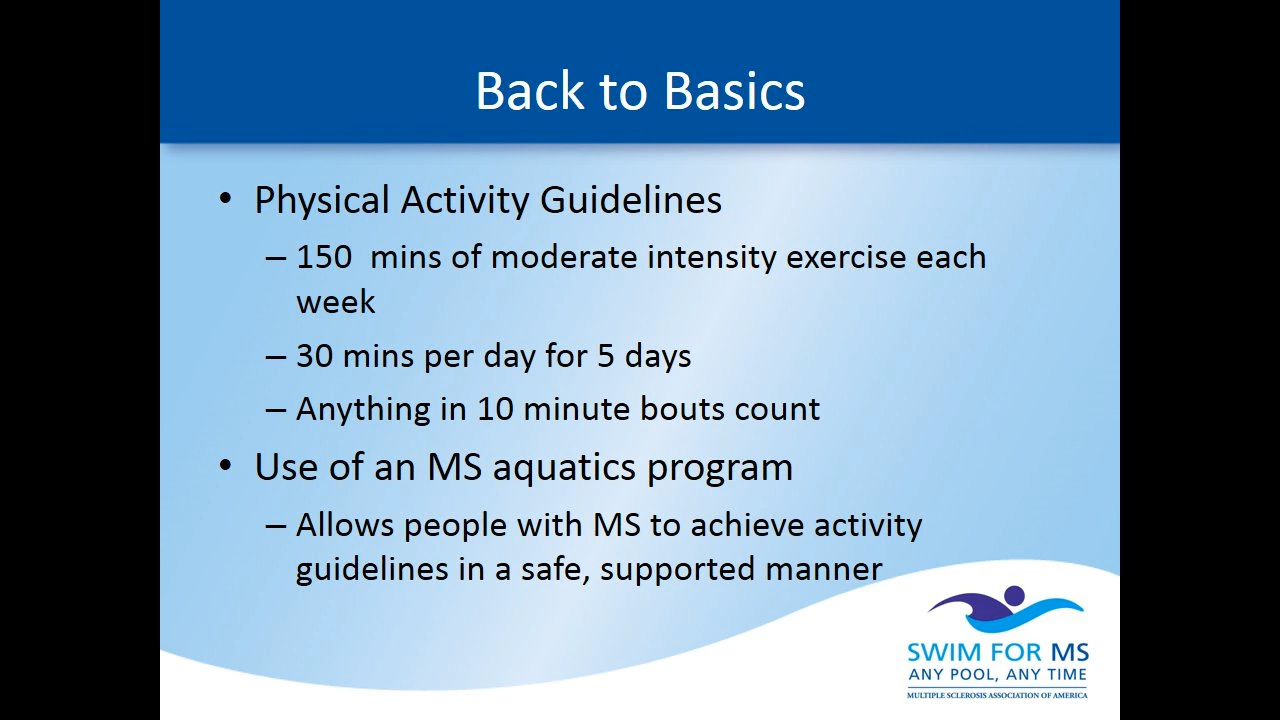 Back to Basics
• Physical Activity Guidelines
– 150  mins of moderate intensity exercise each
week
– 30 mins per day for 5 days
– Anything in 10 minute bouts count
• Use of an MS aquatics program
– Allows people with MS to achieve activity
guidelines in a safe, supported manner
SWIM FOR MS
ANY POOL, ANY TIME
MULTIPLE SCLEROSIS ASSOCIATION OF AMERICA